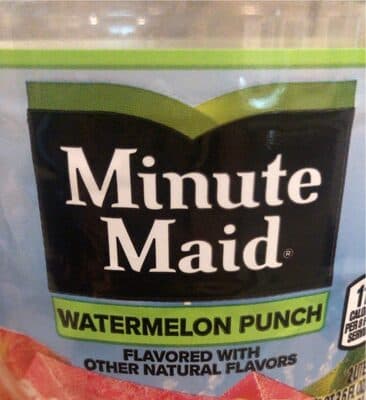 Minute
Maid®
WATERMELON PUNCH
FLAVORED WITH
OTHER NATURAL FLAVORS